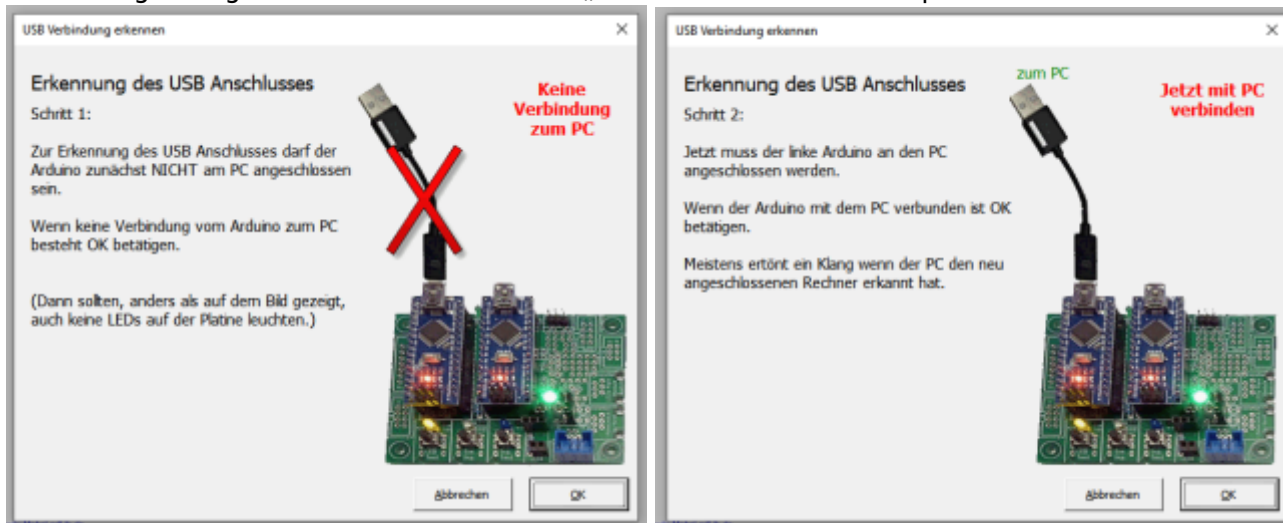 USB Verbindung erkennen
Erkennung des USB Anschlusses
Keine
Verbindung
zum PC
Schritt 1:
Zur Erkennung des USB Anschlusses darf der
Arduino zunächst NICHT am PC angeschlossen
sein.
Wenn keine Verbindung vom Arduino zum PC
besteht OK betätigen.
(Dann sollten, anders als auf dem Bild gezeigt,
auch keine LEDs auf der Platine leuchten.)
Abbrechen
OK
USB Verbindung erkennen
Erkennung des USB Anschlusses
zum PC
Jetzt mit PC
verbinden
Schritt 2:
Jetzt muss der linke Arduino an den PC
angeschlossen werden.
Wenn der Arduino mit dem PC verbunden ist OK
betätigen.
Meistens ertönt ein Klang wenn der PC den neu
angeschlossenen Rechner erkannt hat.
Abbrechen
OK